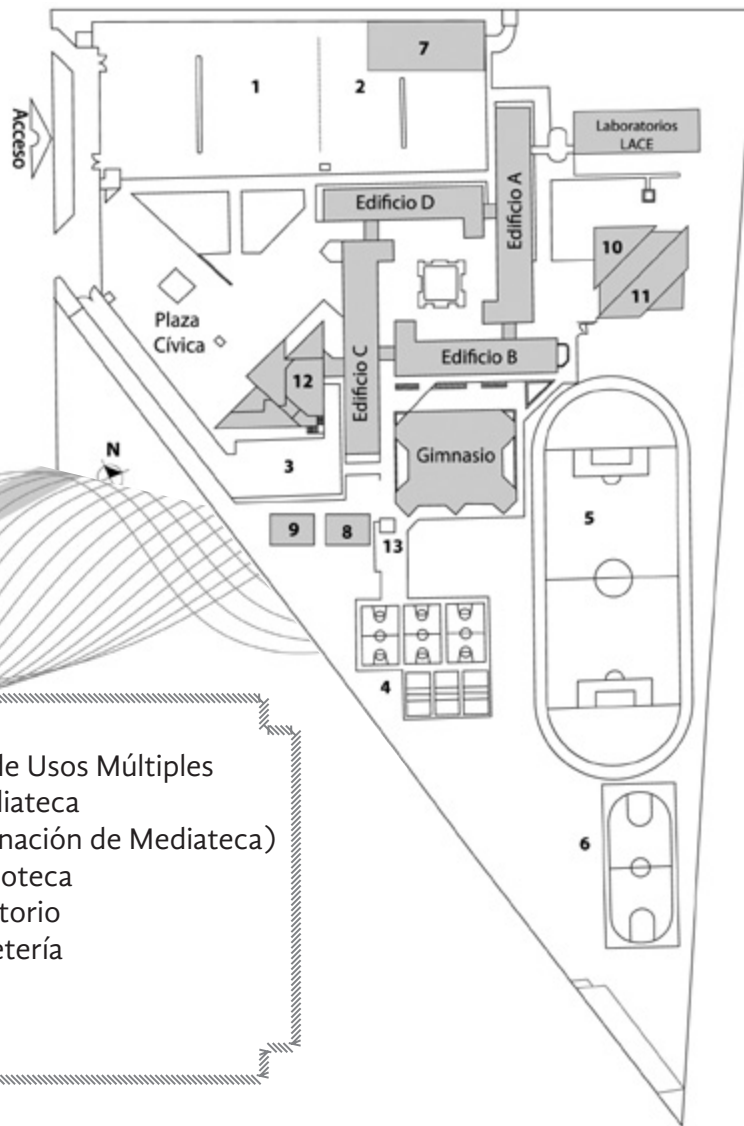 7
1
2
Acceso
Laboratorios
LACE
Edificio A
Edificio D
10
11
Plaza
Cívica
Edificio C
Edificio B
12
N
3
Gimnasio
5
9
8
13
4
6
de Usos Múltiples
diateca
nación de Mediateca)
ioteca
torio
etería